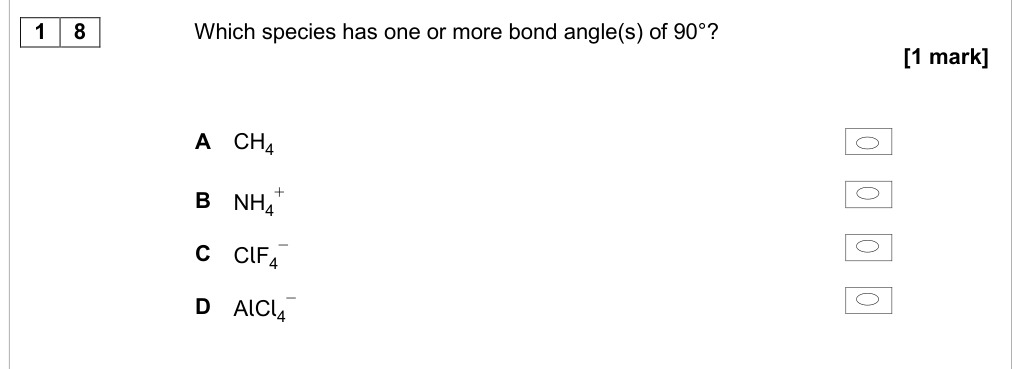 1 8 Which species has one or more bond angle(s) of 90°?
[1 mark]
A CH₄
B NH₄⁺
C ClF₄⁻
D AlCl₄⁻